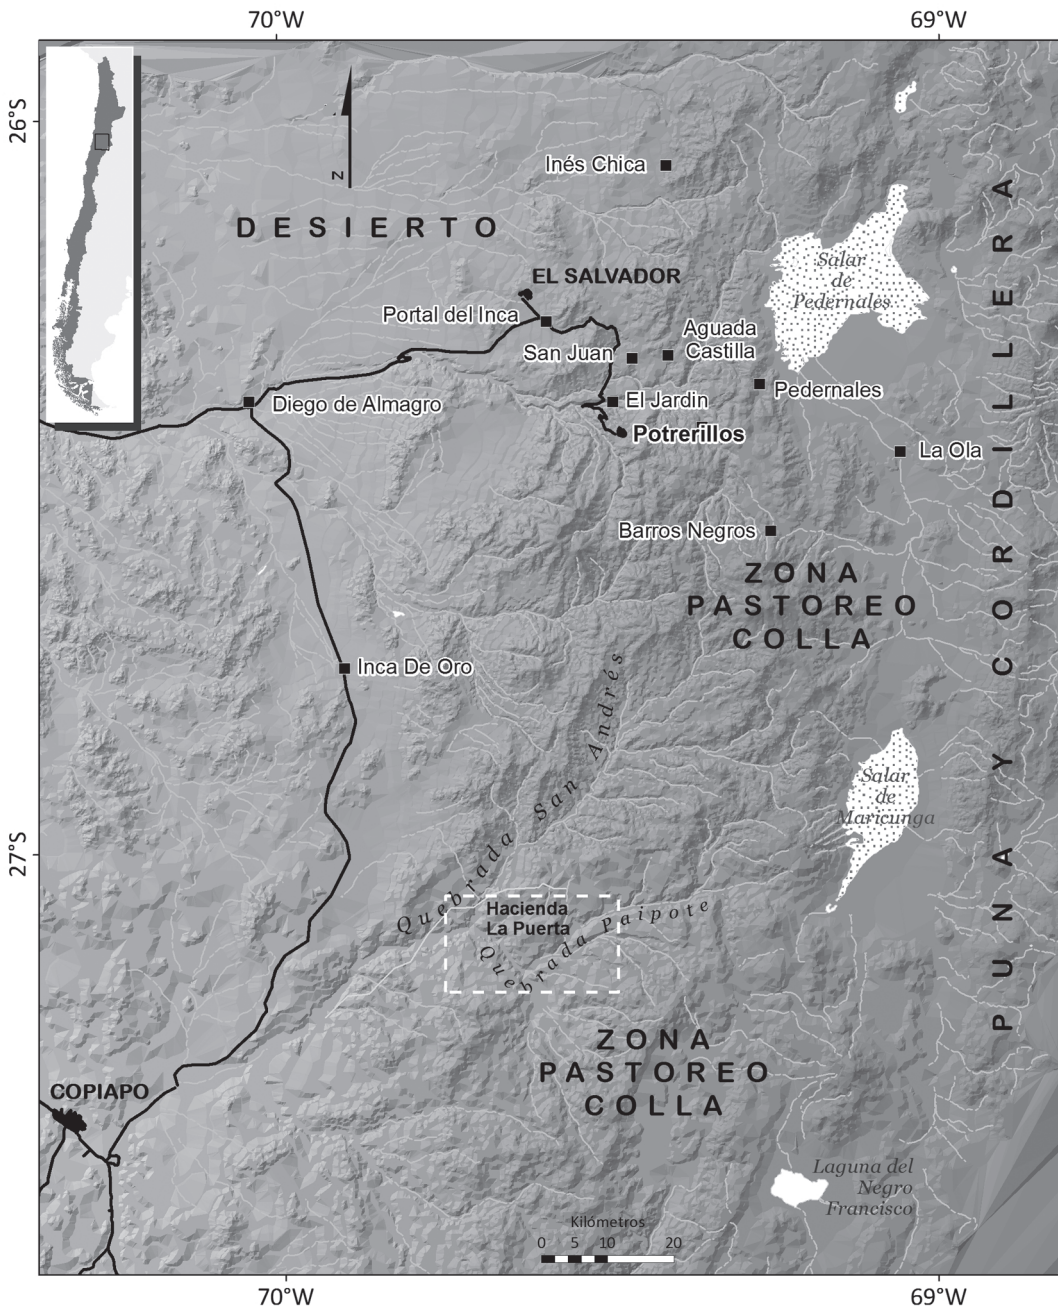 70°W
69°W
26°S
N
Inés Chica
DESIERTO
Salar
de
Pedernales
EL SALVADOR
Portal del Inca
San Juan
Aguada
Castilla
Diego de Almagro
El Jardin
Pedernales
Potrerillos
La Ola
Barros Negros
ZONA
PASTOREO
COLLA
PUNA Y CORDILLERA
Inca De Oro
Quebrada San Andrés
Salar
de
Maricunga
27°S
Hacienda
La Puerta
Quebrada Paipote
ZONA
PASTOREO
COLLA
COPIAPO
Laguna del
Negro
Francisco
Kilómetros
0 5 10 20
70°W
69°W